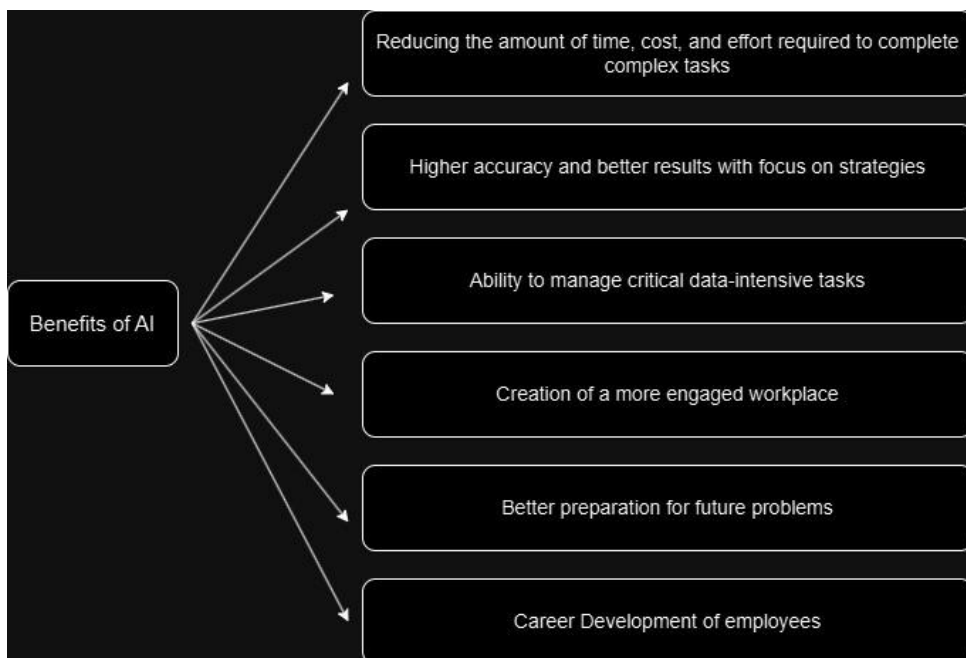 Benefits of AI
Reducing the amount of time, cost, and effort required to complete
complex tasks
Higher accuracy and better results with focus on strategies
Ability to manage critical data-intensive tasks
Creation of a more engaged workplace
Better preparation for future problems
Career Development of employees